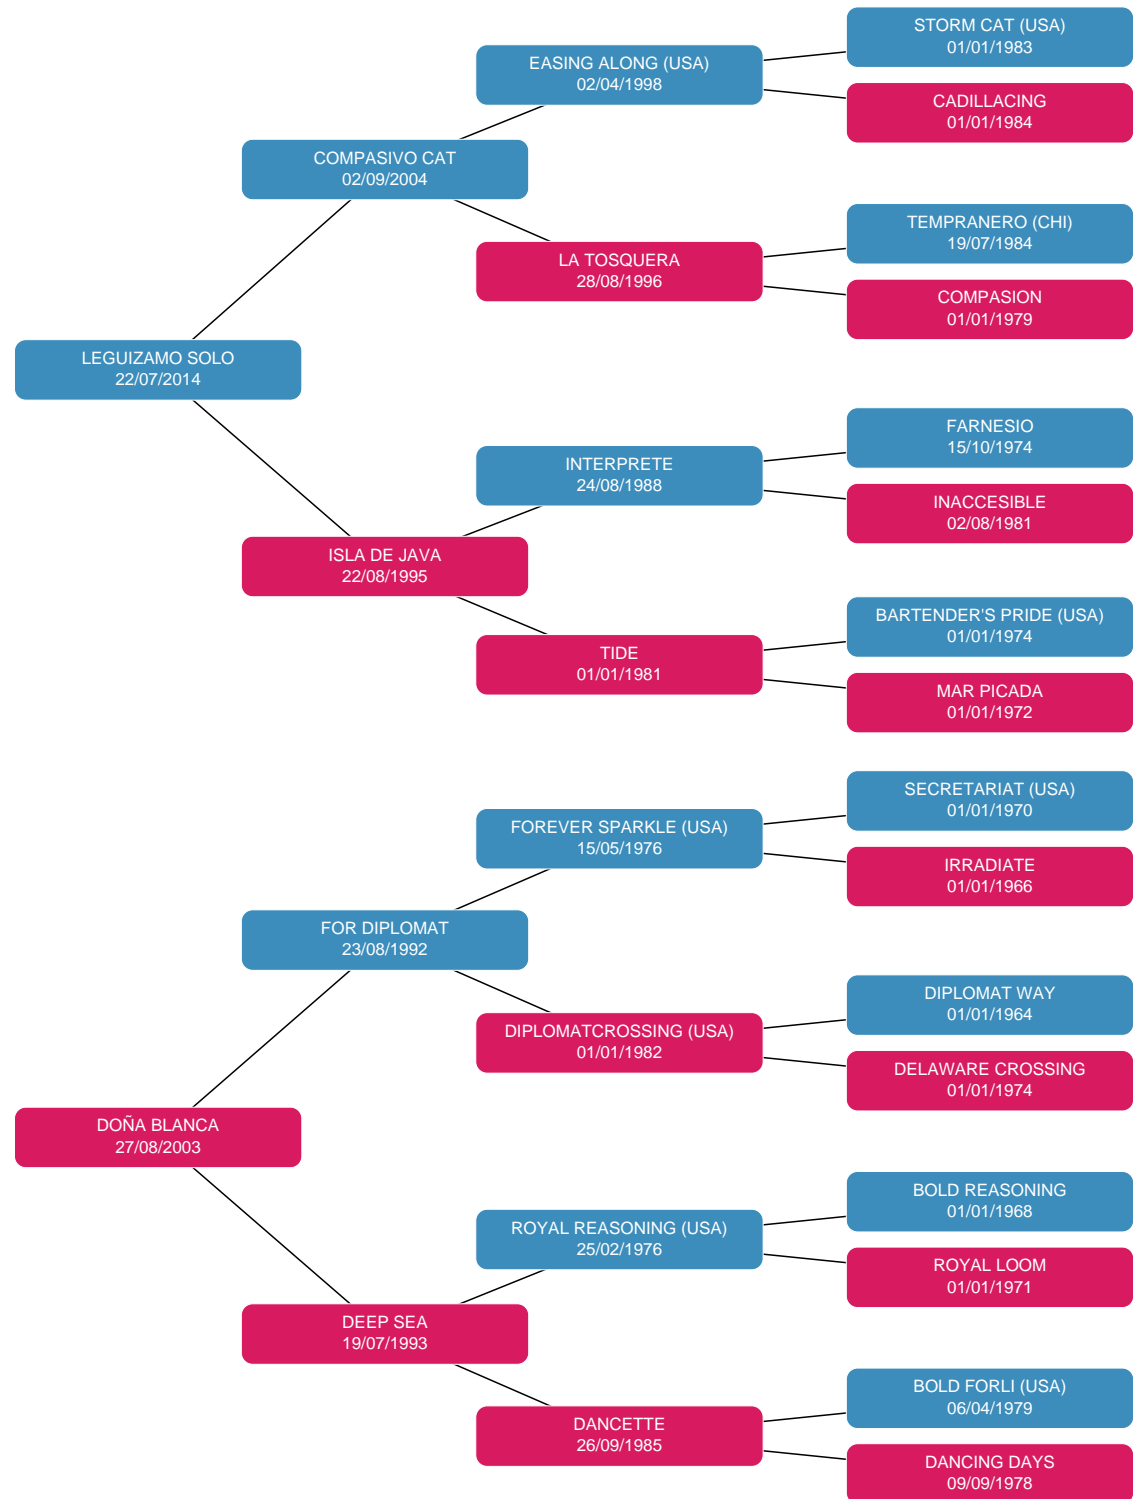 STORM CAT (USA)
01/01/1983
EASING ALONG (USA)
02/04/1998
CADILLACING
01/01/1984
COMPASIVO CAT
02/09/2004
TEMPRANERO (CHI)
19/07/1984
LA TOSQUERA
28/08/1996
COMPASION
01/01/1979
LEGUIZAMO SOLO
22/07/2014
FARNESIO
15/10/1974
INTERPRETE
24/08/1988
INACCESIBLE
02/08/1981
ISLA DE JAVA
22/08/1995
BARTENDER'S PRIDE (USA)
01/01/1974
TIDE
01/01/1981
MAR PICADA
01/01/1972
SECRETARIAT (USA)
01/01/1970
FOREVER SPARKLE (USA)
15/05/1976
IRRADIATE
01/01/1966
FOR DIPLOMAT
23/08/1992
DIPLOMAT WAY
01/01/1964
DIPLOMATCROSSING (USA)
01/01/1982
DELAWARE CROSSING
01/01/1974
DOÑA BLANCA
27/08/2003
BOLD REASONING
01/01/1968
ROYAL REASONING (USA)
25/02/1976
ROYAL LOOM
01/01/1971
DEEP SEA
19/07/1993
BOLD FORLI (USA)
06/04/1979
DANCETTE
26/09/1985
DANCING DAYS
09/09/1978